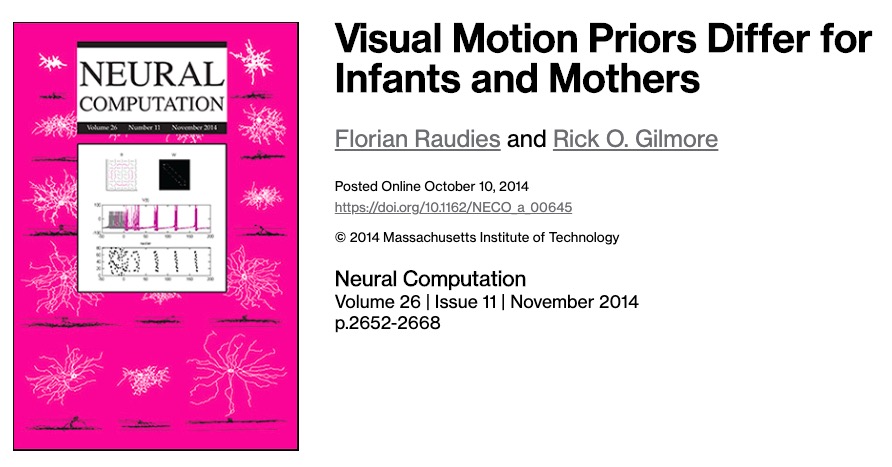 NEURAL
COMPUTATION
Volume 26 Number 11 November 2014
Visual Motion Priors Differ for
Infants and Mothers
Florian Raudies and Rick O. Gilmore
Posted Online October 10, 2014
https://doi.org/10.1162/NECO_a_00645
© 2014 Massachusetts Institute of Technology
Neural Computation
Volume 26 | Issue 11 | November 2014
p.2652-2668